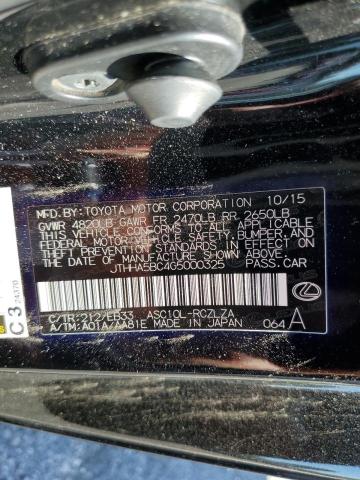 MFD. BY: TOYOTA MOTOR CORPORATION 10/15
GVWR 4820LB GAWR FR 2470LB RR 2650LB
THIS VEHICLE CONFORMS TO ALL APPLICABLE
FEDERAL MOTOR VEHICLE SAFETY, BUMPER, AND
THEFT PREVENTION STANDARDS IN EFFECT ON THE DATE OF
MANUFACTURE SHOWN ABOVE.
JTHHA5BC4G5000325 PASS.CAR
C/TR:212/EB33 ASC10L-RCZLZA
A/TM:A01A/AA81E MADE IN JAPAN 064 A
C3
24370